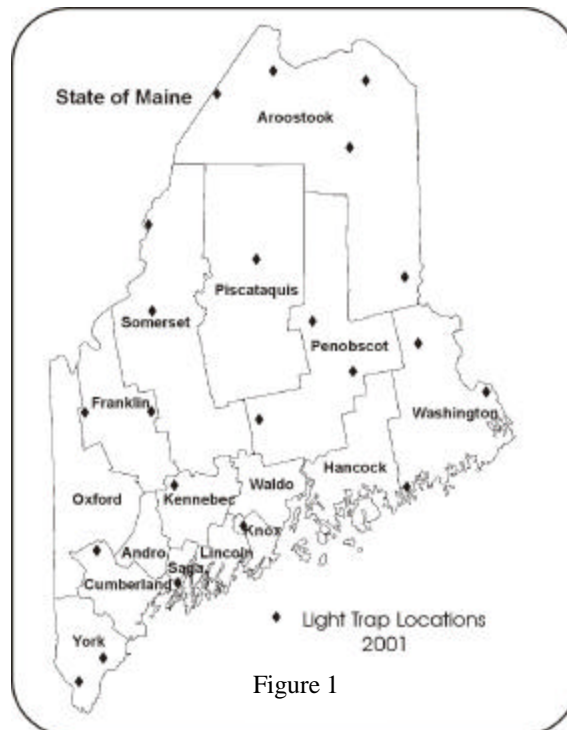 State of Maine
Aroostook
Piscataquis
Somerset
Penobscot
Franklin
Washington
Hancock
Waldo
Oxford
Kennebec
Knox
Andro.
Lincoln
Saga.
Cumberland
Light Trap Locations
2001
York
Figure 1